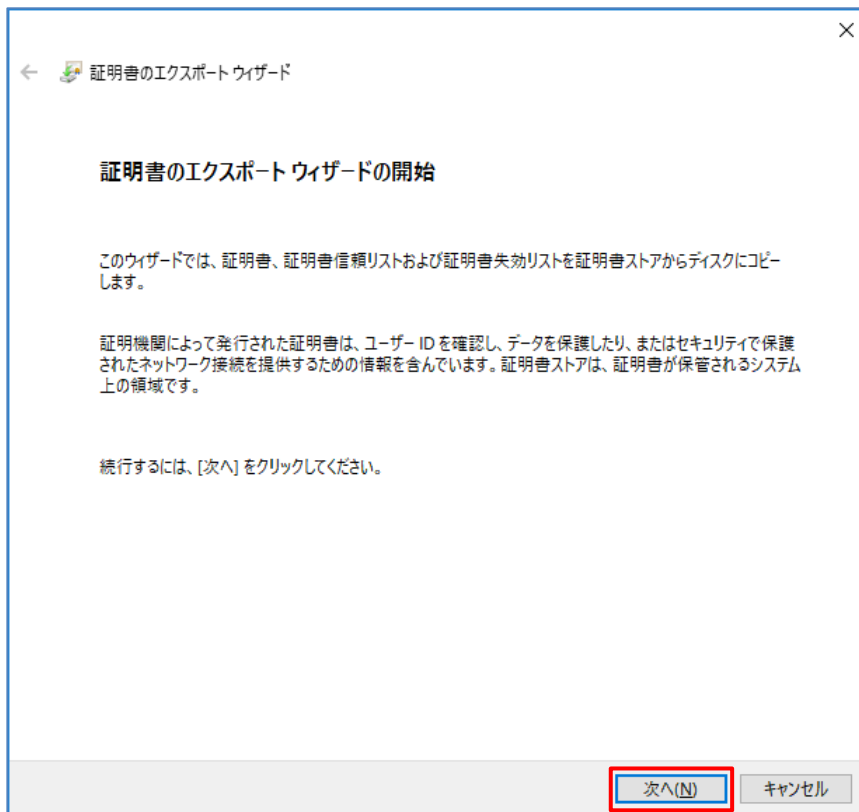 証明書のエクスポート ウィザード
証明書のエクスポート ウィザードの開始
このウィザードでは、証明書、証明書信頼リストおよび証明書失効リストを証明書ストアからディスクにコピー
します。
証明機関によって発行された証明書は、ユーザー ID を確認し、データを保護したり、またはセキュリティで保護
されたネットワーク接続を提供するための情報を含んでいます。証明書ストアは、証明書が保管されるシステム
上の領域です。
続行するには、[次へ] をクリックしてください。
次へ(N)
キャンセル